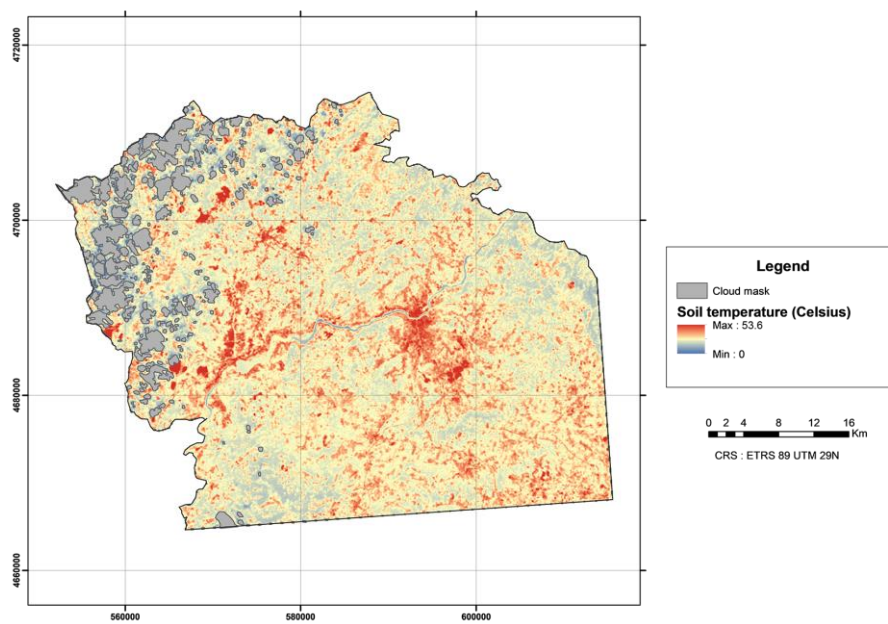 4720000
4700000
4680000
4660000
560000
580000
600000
Legend
Cloud mask
Soil temperature (Celsius)
Max : 53.6
Min : 0
0 2 4 8 12 16
Km
CRS : ETRS 89 UTM 29N